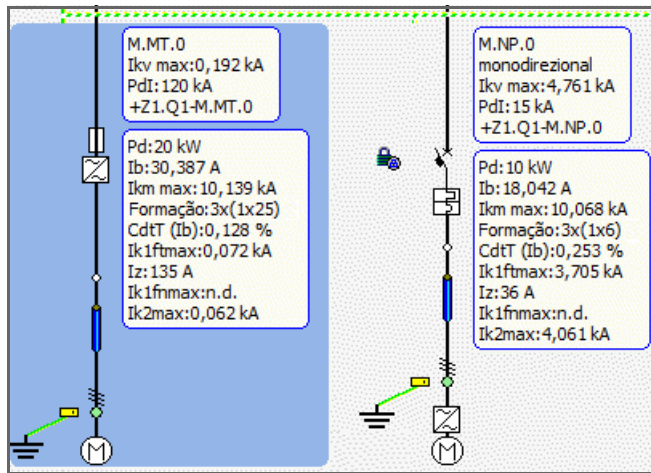 M.MT.0
Ikv max:0,192 kA
PdI: 120 kA
+Z1.Q1-M.MT.0
Pd:20 kW
Ib:30,387 A
Ikm max:10,139 kA
Formação:3x(1x25)
CdtT (Ib):0,128 %
Ik1ftmax:0,072 kA
Iz:135 A
Ik1fnmax:n.d.
Ik2max:0,062 kA
M
M.NP.0
monodirezional
Ikv max:4,761 kA
PdI:15 kA
+Z1.Q1-M.NP.0
Pd:10 kW
Ib:18,042 A
Ikm max:10,068 kA
Formação:3x(1x6)
CdtT (Ib):0,253 %
Ik1ftmax:3,705 kA
Iz:36 A
Ik1fnmax:n.d.
Ik2max:4,061 kA
M